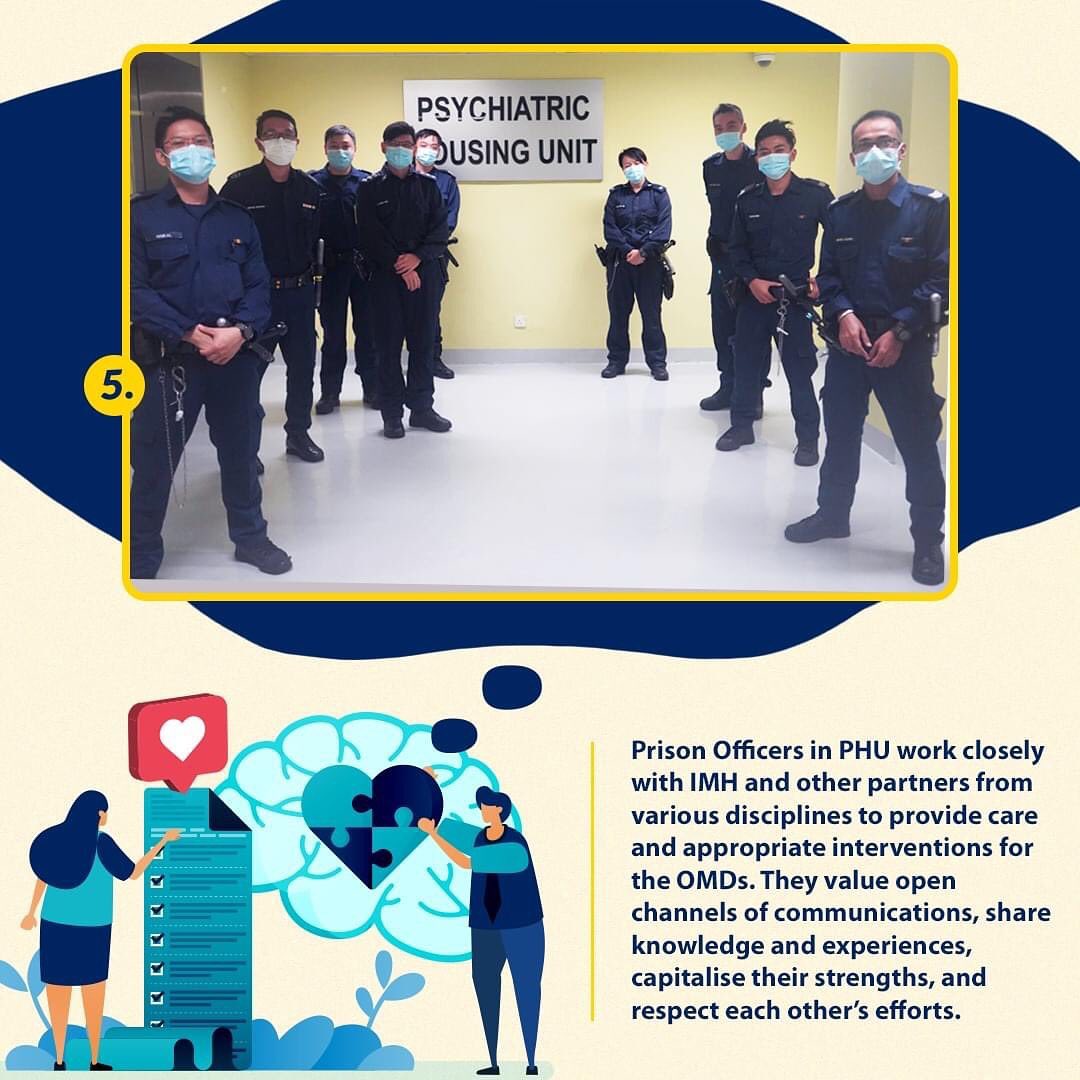 PSYCHIATRIC
OUSING UNIT
5.
Prison Officers in PHU work closely
with IMH and other partners from
various disciplines to provide care
and appropriate interventions for
the OMDs. They value open
channels of communications, share
knowledge and experiences,
capitalise their strengths, and
respect each other's efforts.